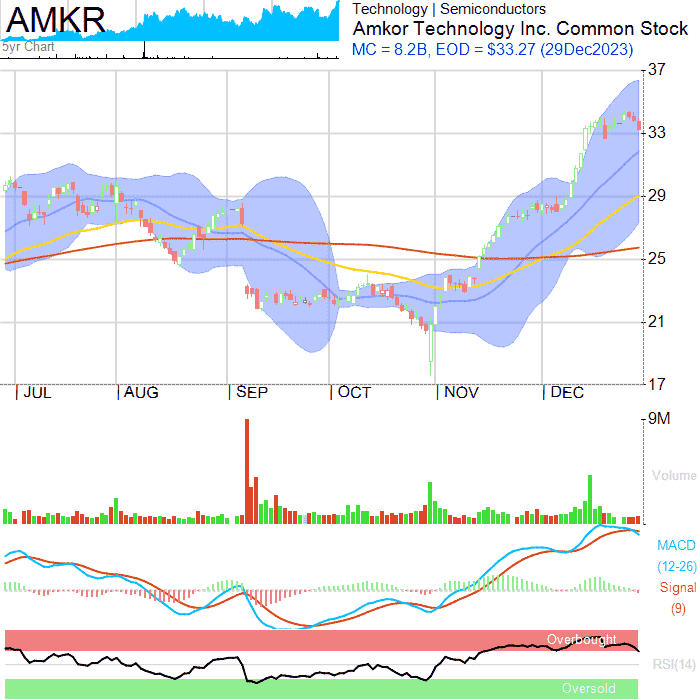 AMKR
5yr Chart
Technology | Semiconductors
Amkor Technology Inc. Common Stock
MC = 8.2B, EOD = $33.27 (29Dec2023)
37
33
29
25
21
17
JUL
AUG
SEP
OCT
NOV
DEC
9M
Volume
MACD
(12-26)
Signal
(9)
Overbought
RSI(14)
Oversold